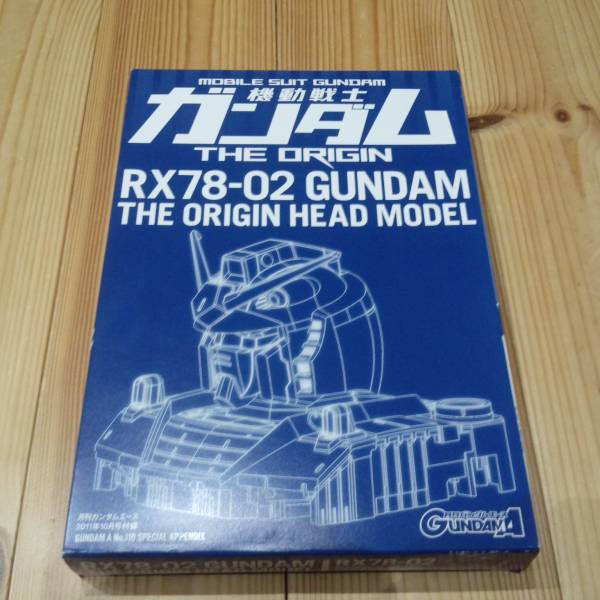 MOBILE SUIT GUNDAM
機動戦士
ガンダム
THE ORIGIN
RX78-02 GUNDAM
THE ORIGIN HEAD MODEL
月刊ガンダムエース
2011年10月号付録
GUNDAM A No.110 SPECIAL APPENDIX
GUNDAM A
RX78-02 GUNDAM
RX78-02